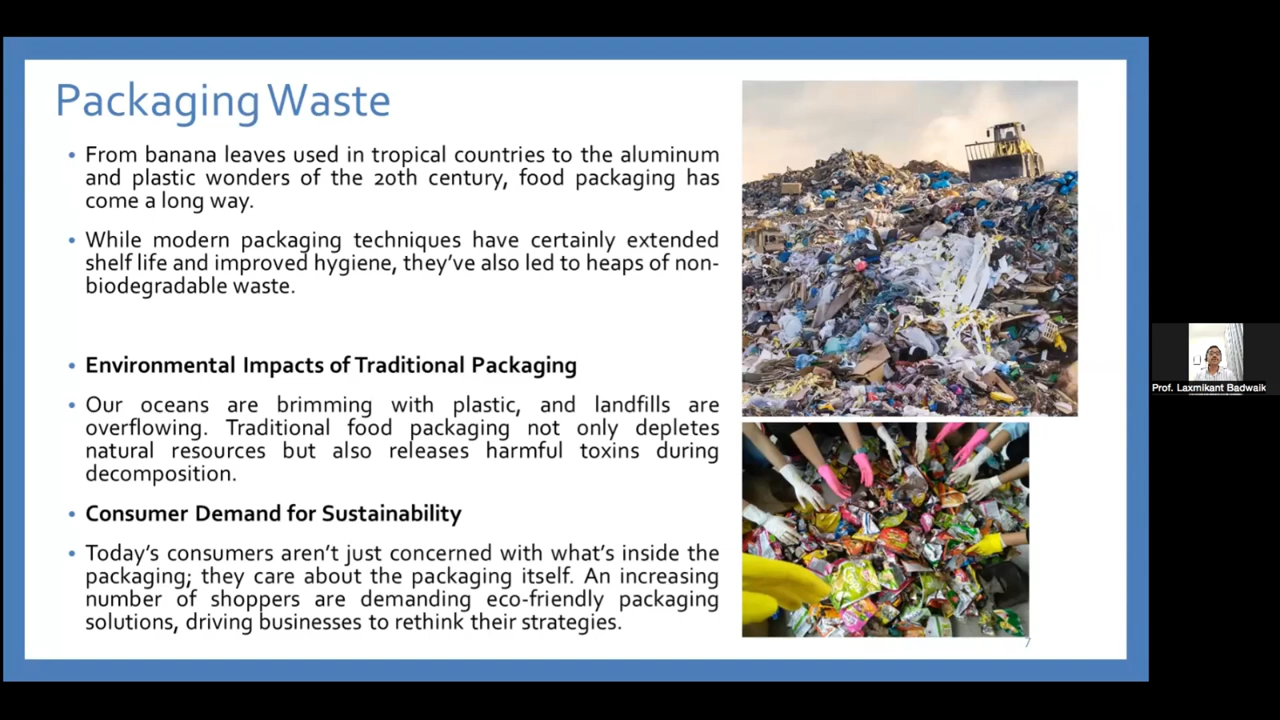 Packaging Waste
• From banana leaves used in tropical countries to the aluminum
and plastic wonders of the 20th century, food packaging has
come a long way.
• While modern packaging techniques have certainly extended
shelf life and improved hygiene, they've also led to heaps of non-
biodegradable waste.
• Environmental Impacts of Traditional Packaging
• Our oceans are brimming with plastic, and landfills are
overflowing. Traditional food packaging not only depletes
natural resources but also releases harmful toxins during
decomposition.
• Consumer Demand for Sustainability
• Today's consumers aren't just concerned with what's inside the
packaging; they care about the packaging itself. An increasing
number of shoppers are demanding eco-friendly packaging
solutions, driving businesses to rethink their strategies.
7
Prof. Laxmikant Badwaik